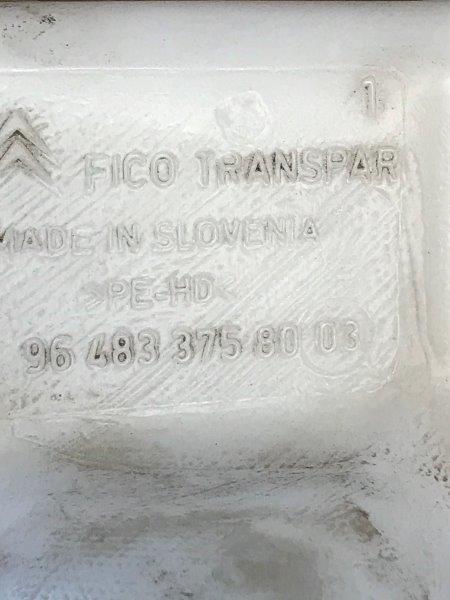 1
FICO TRANSPAR
MADE IN SLOVENIA
>PE-HD<
96 483 375 80 03